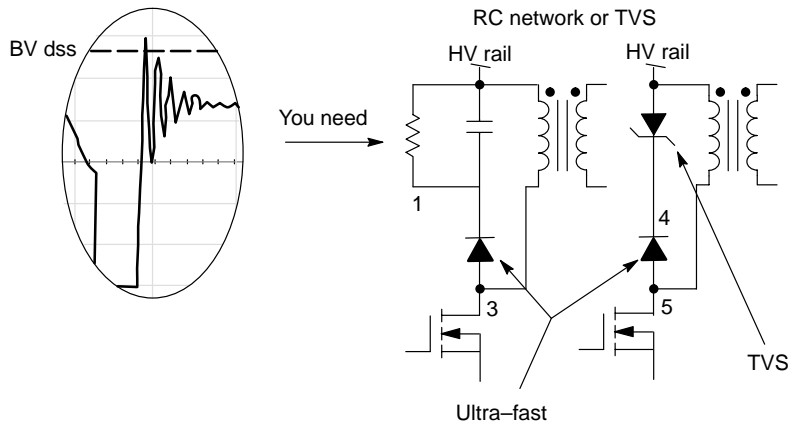 RC network or TVS
BV dss
HV rail
HV rail
You need
1
4
3
5
TVS
Ultra–fast